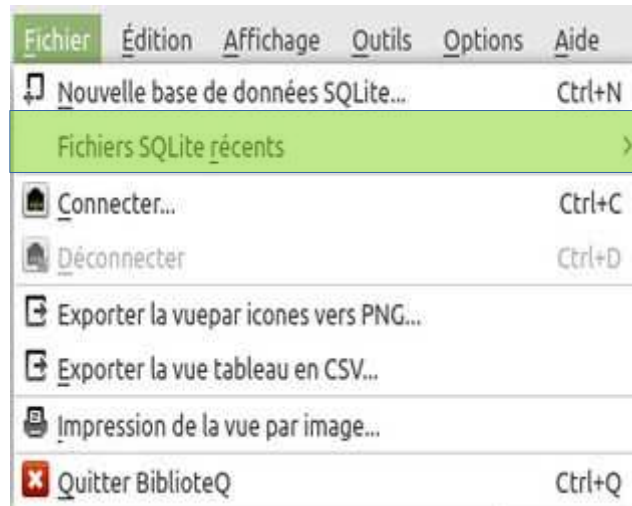 Fichier Édition Affichage Outils Options Aide
Nouvelle base de données SQLite... Ctrl+N
Fichiers SQLite récents
Connecter... Ctrl+C
Déconnecter Ctrl+D
Exporter la vuepar icones vers PNG...
Exporter la vue tableau en CSV...
Impression de la vue par image...
Quitter BiblioteQ Ctrl+Q